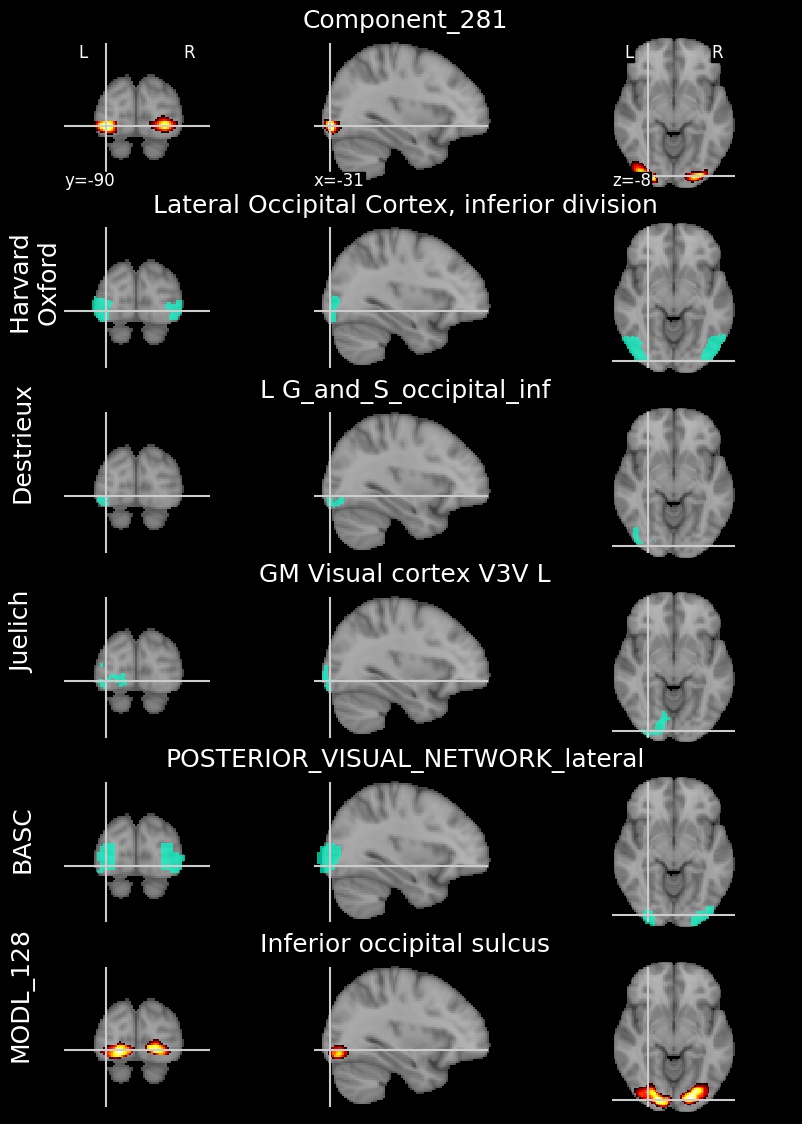 Component_281
L R L R
y=-90 x=-31 z=-8
Lateral Occipital Cortex, inferior division
Harvard
Oxford
L G_and_S_occipital_inf
Destrieux
GM Visual cortex V3V L
Juelich
POSTERIOR_VISUAL_NETWORK_lateral
BASC
Inferior occipital sulcus
MODL_128